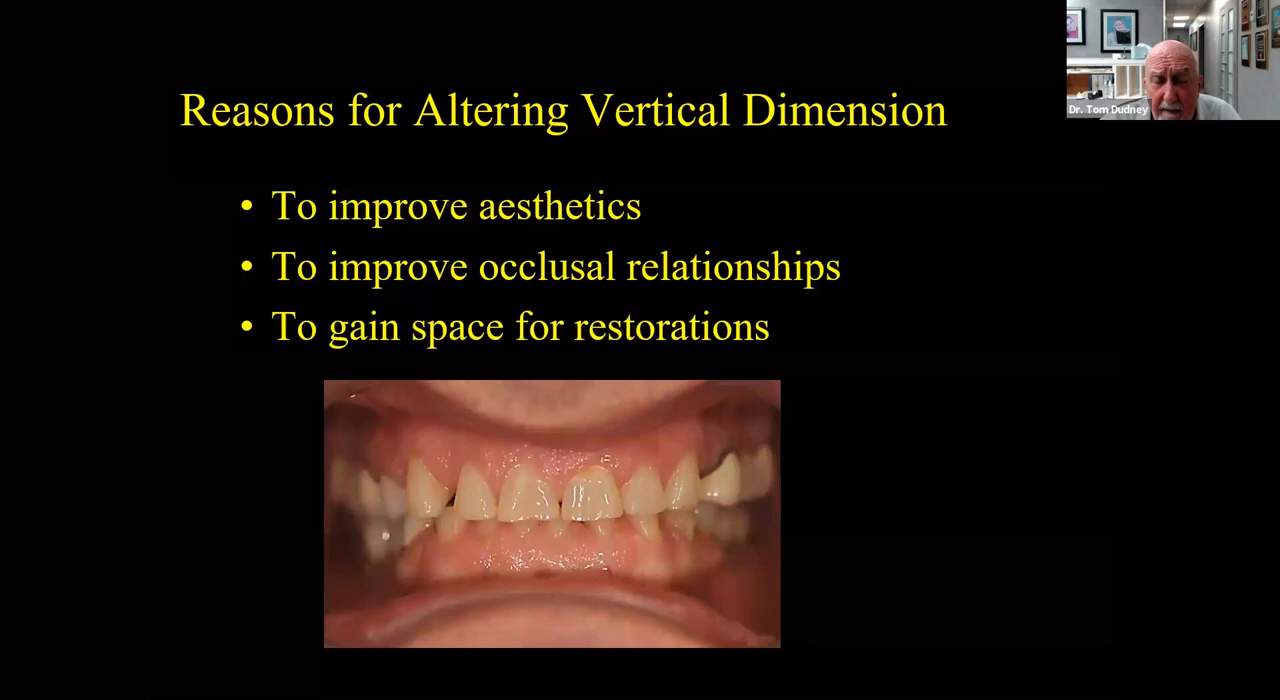 Reasons for Altering Vertical Dimension
• To improve aesthetics
• To improve occlusal relationships
• To gain space for restorations
Dr. Tom Dudney